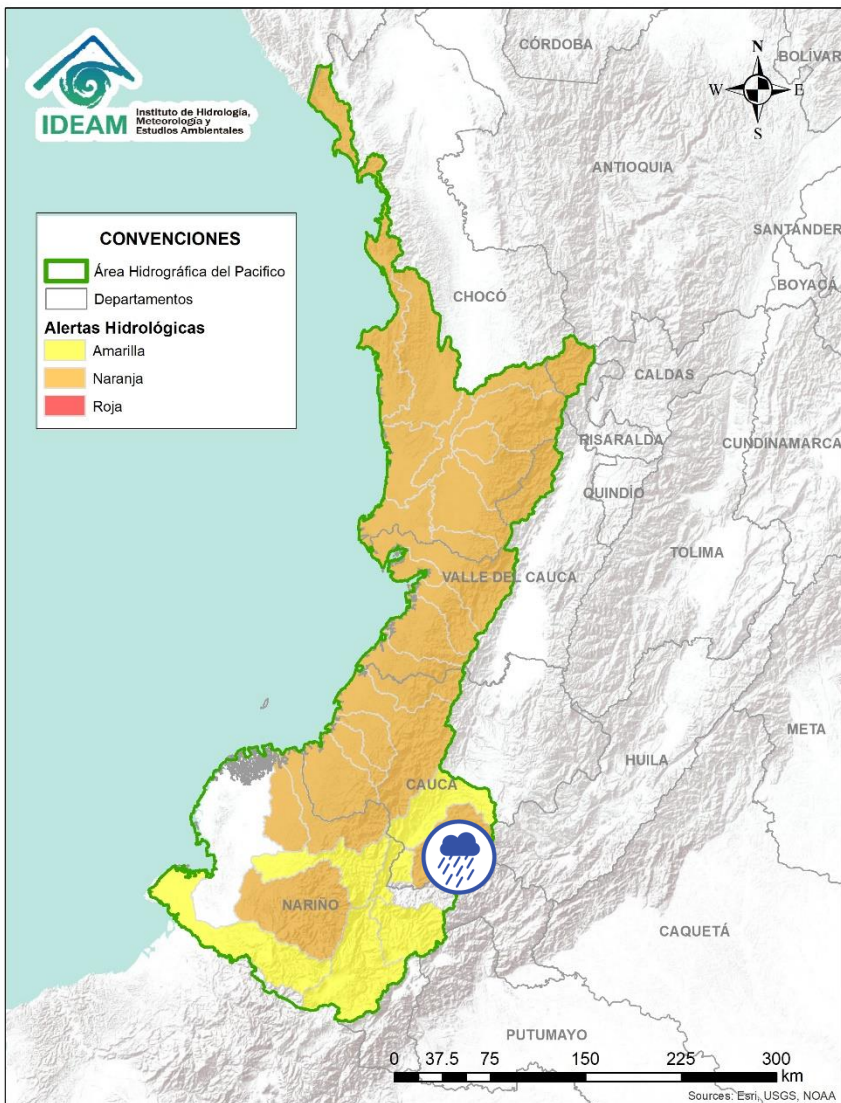 IDEAM
Instituto de Hidrología,
Meteorología y
Estudios Ambientales
CÓRDOBA
BOLÍVAR
N
W
E
S
ANTIOQUIA
SANTANDER
BOYACÁ
CONVENCIONES
Área Hidrográfica del Pacifico
Departamentos
Alertas Hidrológicas
Amarilla
Naranja
Roja
CHOCÓ
CALDAS
RISARALDA
CUNDINAMARCA
QUINDÍO
TOLIMA
VALLE DEL CAUCA
META
HUILA
CAUCA
NARIÑO
CAQUETÁ
PUTUMAYO
0 37.5 75 150 225 300
km
Sources: Esri, USGS, NOAA